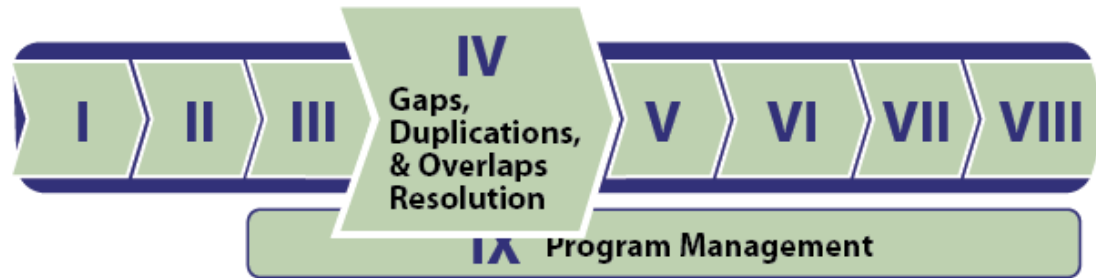 I II III IV V VI VII VIII
Gaps,
Duplications,
& Overlaps
Resolution
IX Program Management